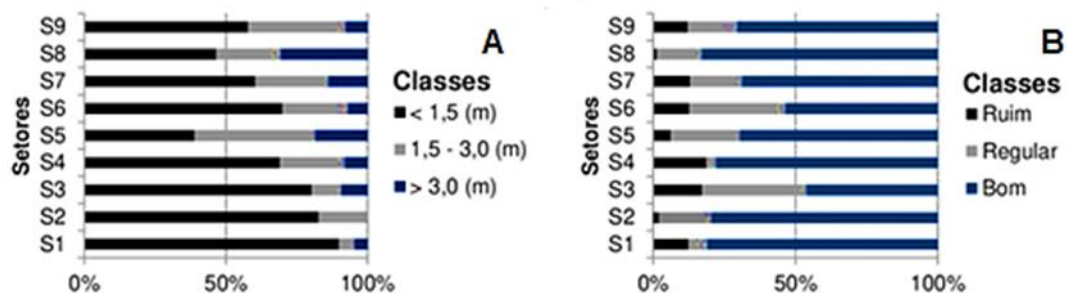 A
Setores
S9
S8
S7
S6
S5
S4
S3
S2
S1
0% 50% 100%
Classes
< 1,5 (m)
1,5 - 3,0 (m)
> 3,0 (m)
B
Setores
S9
S8
S7
S6
S5
S4
S3
S2
S1
0% 50% 100%
Classes
Ruim
Regular
Bom